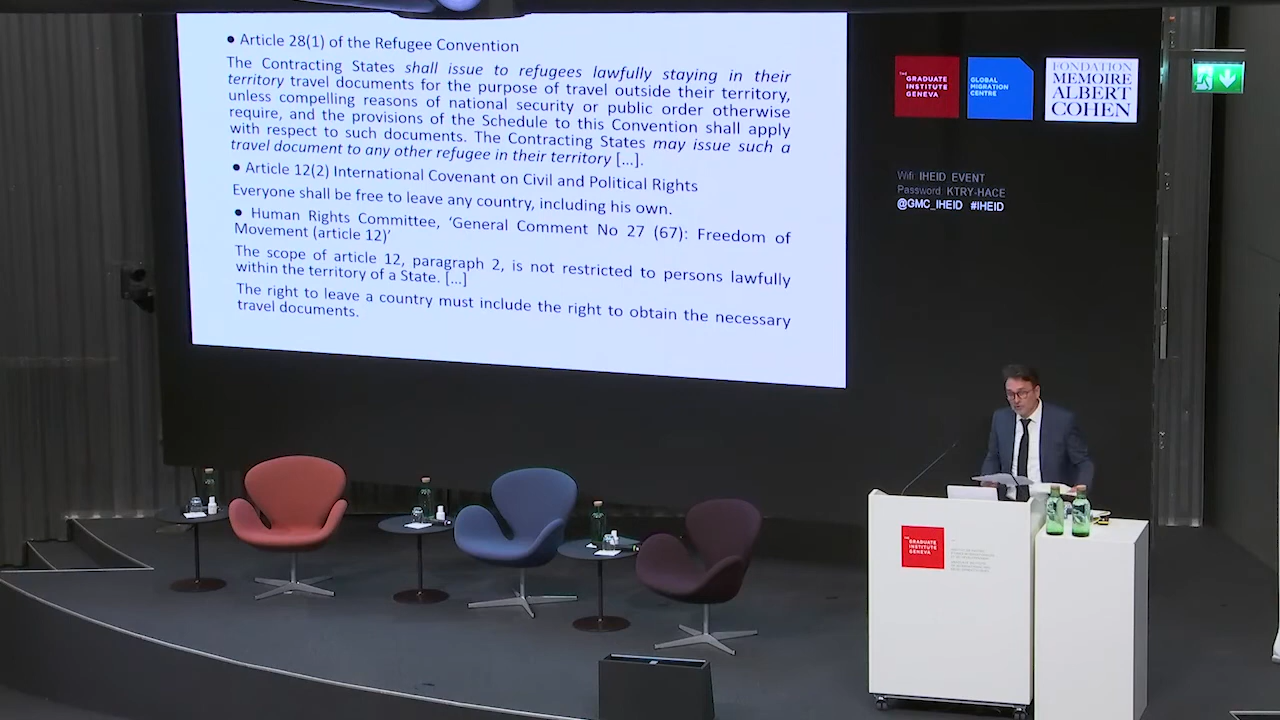 ● Article 28(1) of the Refugee Convention
The Contracting States shall issue to refugees lawfully staying in their
territory travel documents for the purpose of travel outside their territory,
unless compelling reasons of national security or public order otherwise
require, and the provisions of the Schedule to this Convention shall apply
with respect to such documents. The Contracting States may issue such a
travel document to any other refugee in their territory [...].
● Article 12(2) International Covenant on Civil and Political Rights
Everyone shall be free to leave any country, including his own.
● Human Rights Committee, ‘General Comment No 27 (67): Freedom of
Movement (article 12)’
The scope of article 12, paragraph 2, is not restricted to persons lawfully
within the territory of a State. [...]
The right to leave a country must include the right to obtain the necessary
travel documents.
THE
GRADUATE
INSTITUTE
GENEVA
GLOBAL
MIGRATION
CENTRE
FONDATION
MEMOIRE
ALBERT
COHEN
Wifi IHEID EVENT
Password KTRY-HACE
@GMC_IHEID #IHEID
THE
GRADUATE
INSTITUTE
GENEVA